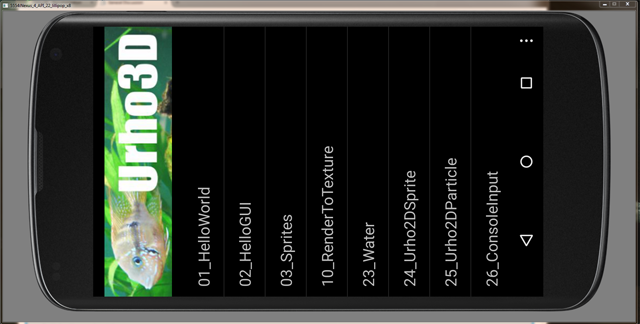 Urho3D
01_HelloWorld
02_HelloGUI
03_Sprites
10_RenderToTexture
23_Water
24_Urho2DSprite
25_Urho2DParticle
26_ConsoleInput